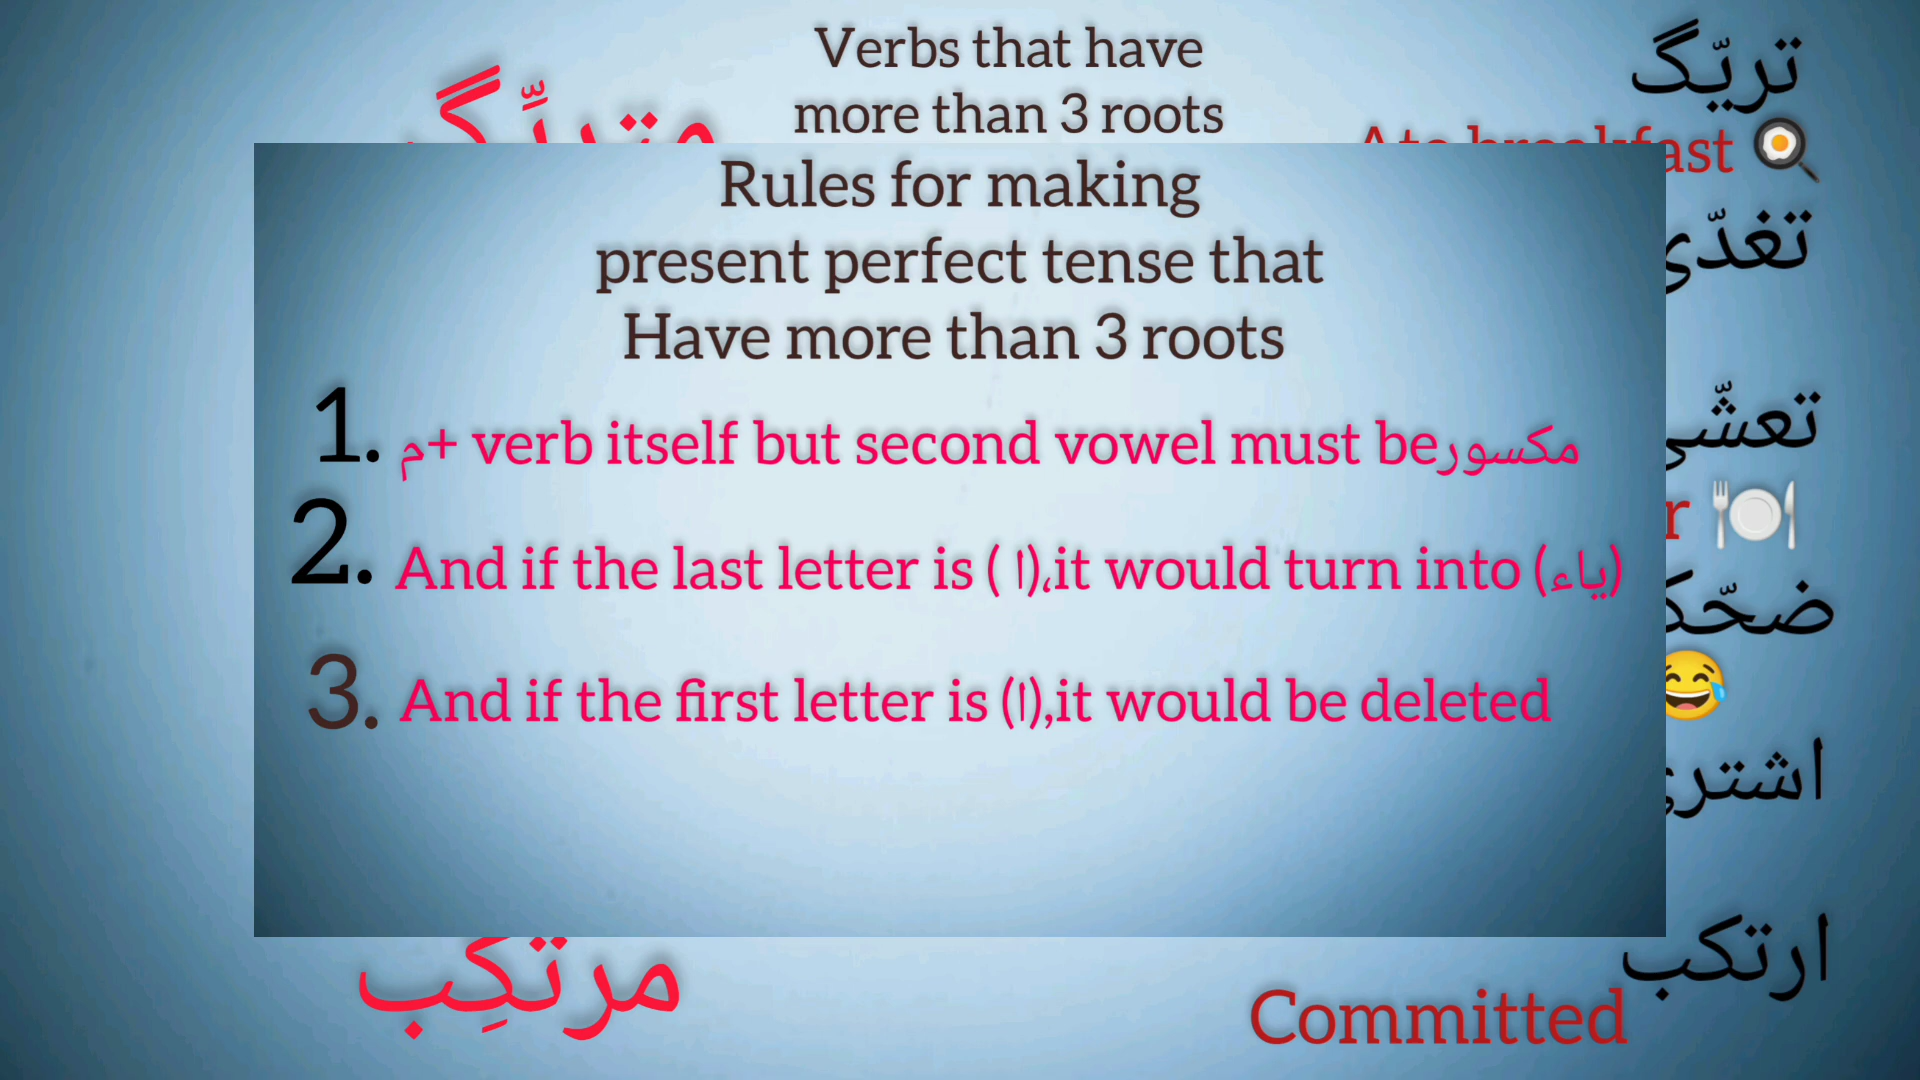 Verbs that have
more than 3 roots
تريّگ
Ate breakfast
Rules for making
present perfect tense that
Have more than 3 roots
1. م+ verb itself but second vowel must be مكسور
2. And if the last letter is ( ا)،it would turn into (ياء)
3. And if the first letter is (ا),it would be deleted
تغدّى
اشترى
ارتكب
مرتكِب
Committed